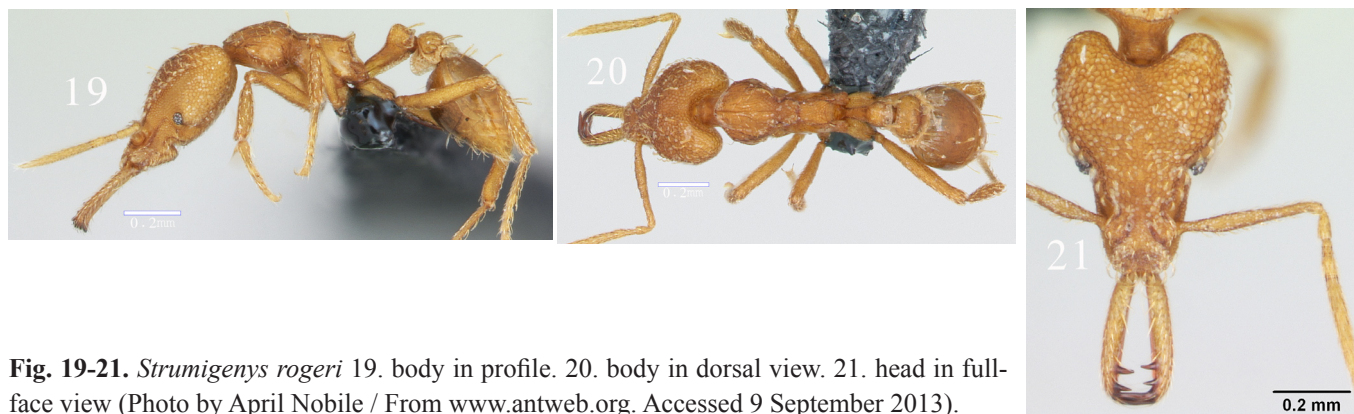 19
0.2mm
20
0.2mm
21
0.2 mm
Fig. 19-21. Strumigenys rogeri 19. body in profile. 20. body in dorsal view. 21. head in full-
face view (Photo by April Nobile / From www.antweb.org. Accessed 9 September 2013).